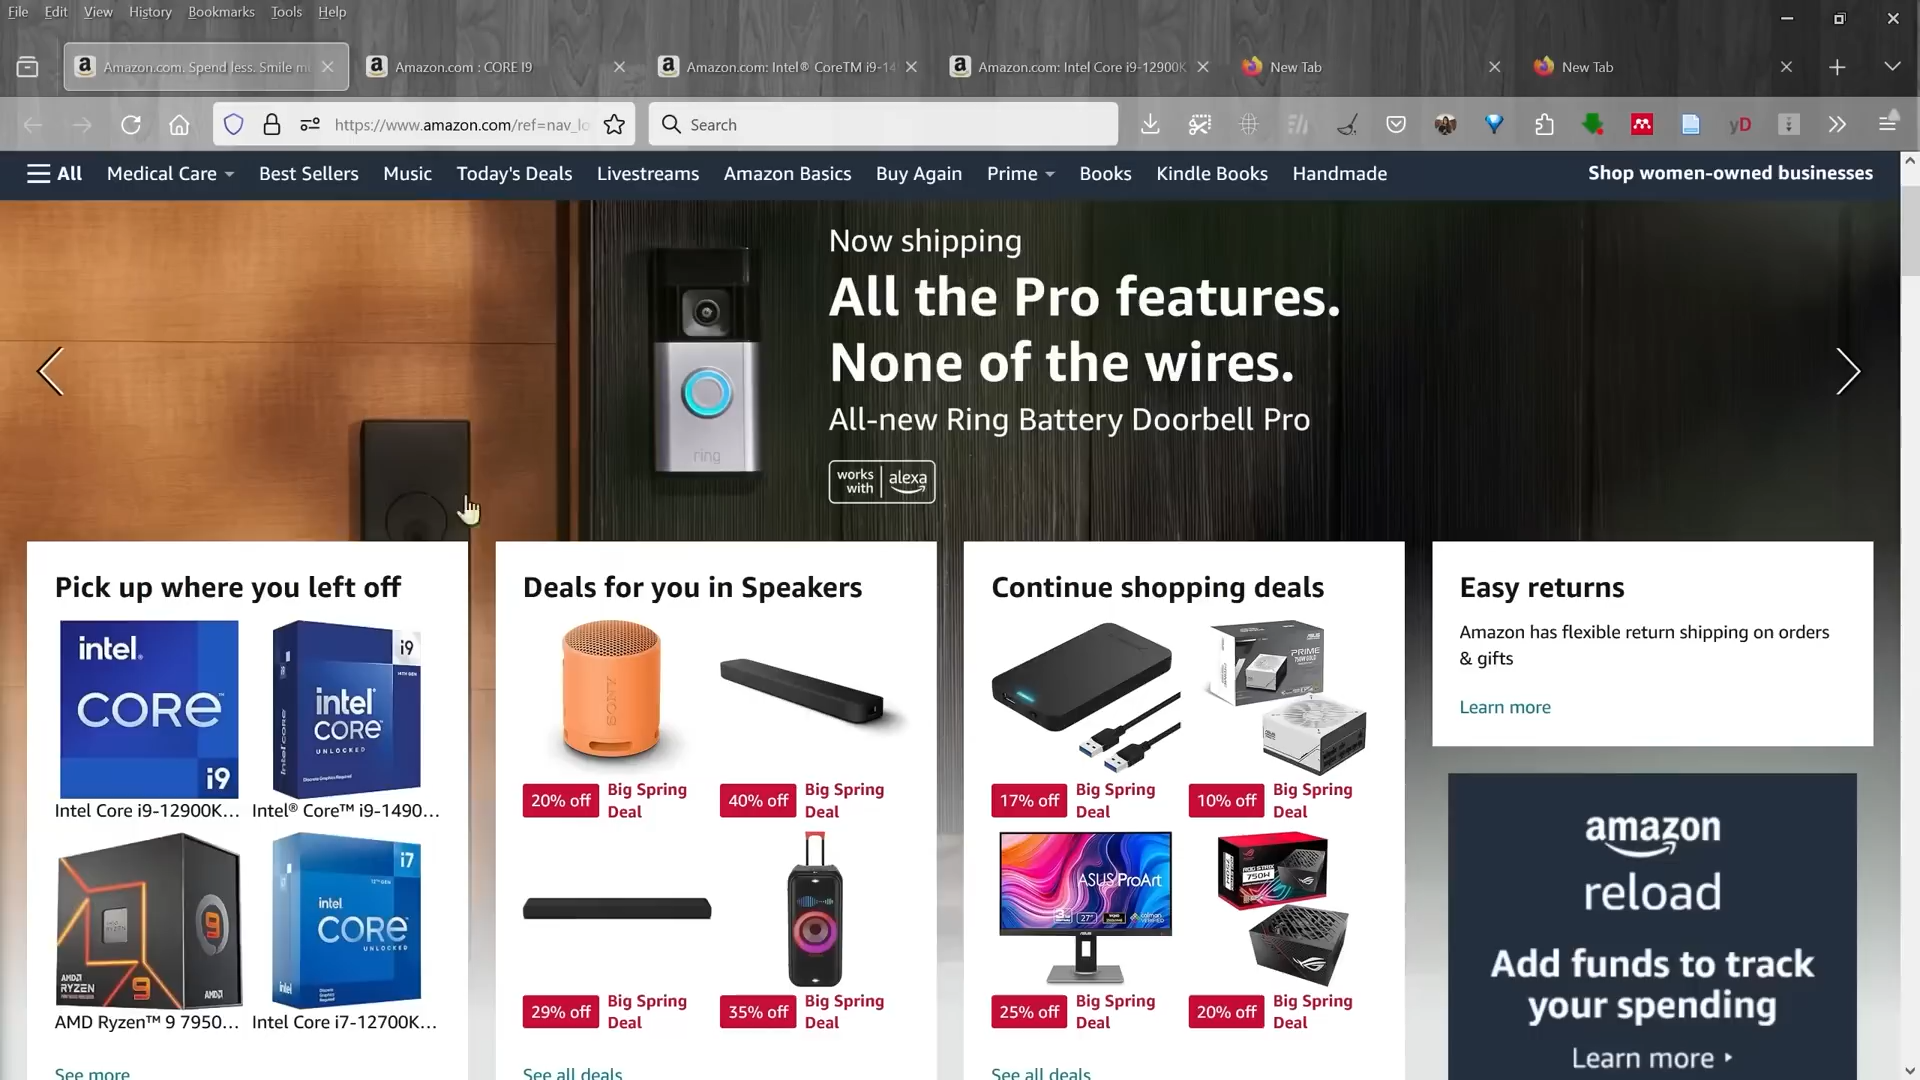 File Edit View History Bookmarks Tools Help
Amazon.com. Spend less. Smile m
Amazon.com : CORE I9
Amazon.com: Intel® CoreTM i9-14
Amazon.com: Intel Core i9-12900K
New Tab
New Tab
https://www.amazon.com/ref=nav_lo
Search
All Medical Care Best Sellers Music Today's Deals Livestreams Amazon Basics Buy Again Prime Books Kindle Books Handmade Shop women-owned businesses
Now shipping
All the Pro features.
None of the wires.
All-new Ring Battery Doorbell Pro
works with alexa
ring
Pick up where you left off
intel.
CORE
i9
Intel Core i9-12900K...
i9
intel
CORE
UNLOCKED
Intel® Core™ i9-1490...
AMD
RYZEN
9
AMD
AMD Ryzen™ 9 7950...
i7
intel
CORE
UNLOCKED
intel
Intel Core i7-12700K...
See more
Deals for you in Speakers
SONY
20% off Big Spring Deal
40% off Big Spring Deal
29% off Big Spring Deal
35% off Big Spring Deal
See all deals
Continue shopping deals
PRIME
17% off Big Spring Deal
10% off Big Spring Deal
ASUS ProArt
27"
750W
25% off Big Spring Deal
20% off Big Spring Deal
See all deals
Easy returns
Amazon has flexible return shipping on orders
& gifts
Learn more
amazon
reload
Add funds to track
your spending
Learn more